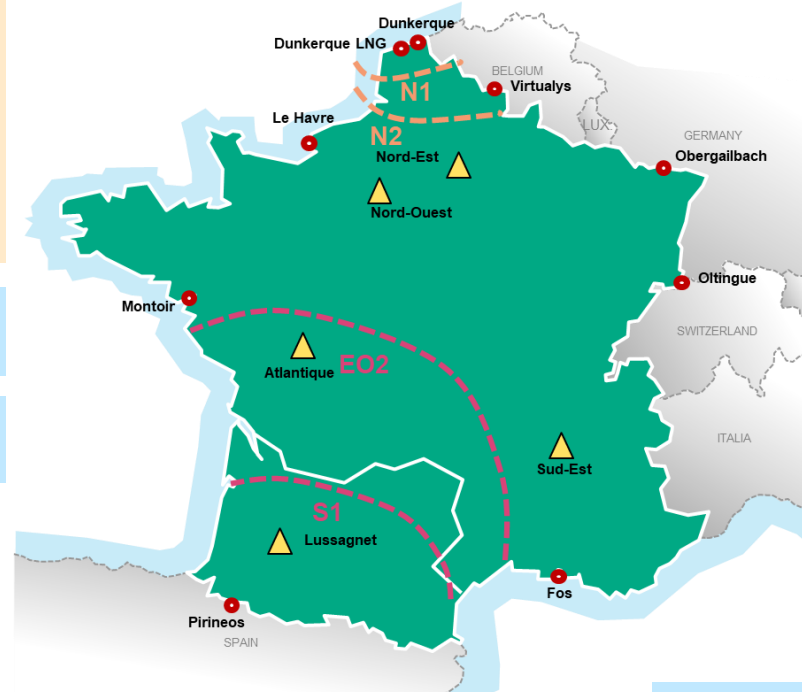 Dunkerque
Dunkerque LNG
BELGIUM
Virtualys
N1
Le Havre
LUX.
N2
GERMANY
Nord-Est
Obergailbach
Nord-Ouest
Oltingue
Montoir
SWITZERLAND
Atlantique
EO2
ITALIA
Sud-Est
S1
Lussagnet
Fos
Pirineos
SPAIN